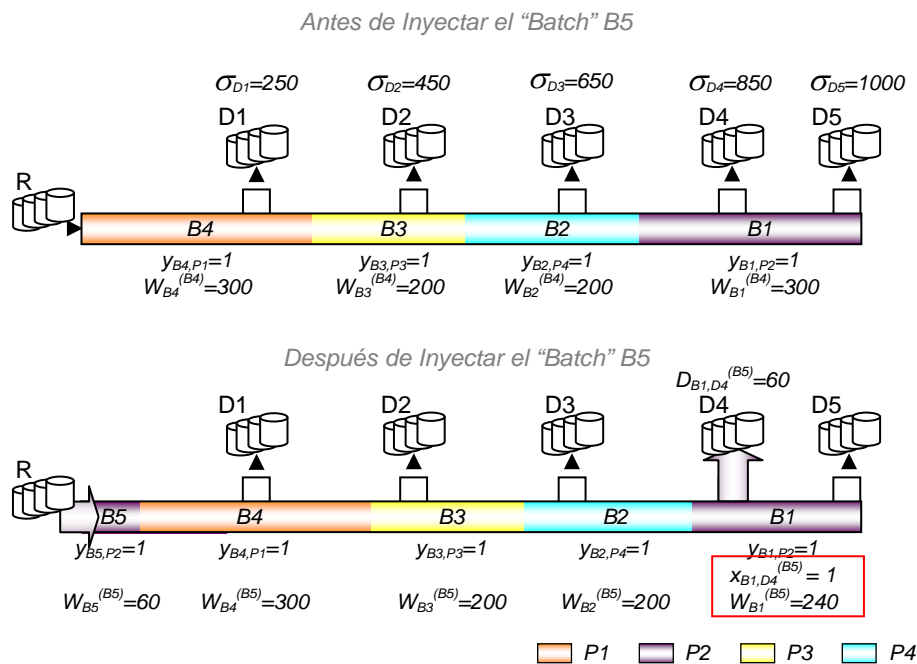 Antes de Inyectar el “Batch” B5
σD1=250 σD2=450 σD3=650 σD4=850 σD5=1000
D1 D2 D3 D4 D5
R
B4 B3 B2 B1
yB4,P1=1 yB3,P3=1 yB2,P4=1 yB1,P2=1
WB4(B4)=300 WB3(B4)=200 WB2(B4)=200 WB1(B4)=300
Después de Inyectar el “Batch” B5
DB1,D4(B5)=60
D1 D2 D3 D4 D5
R
B5 B4 B3 B2 B1
yB5,P2=1 yB4,P1=1 yB3,P3=1 yB2,P4=1 yB1,P2=1
xB1,D4(B5) = 1
WB5(B5)=60 WB4(B5)=300 WB3(B5)=200 WB2(B5)=200 WB1(B5)=240
P1 P2 P3 P4